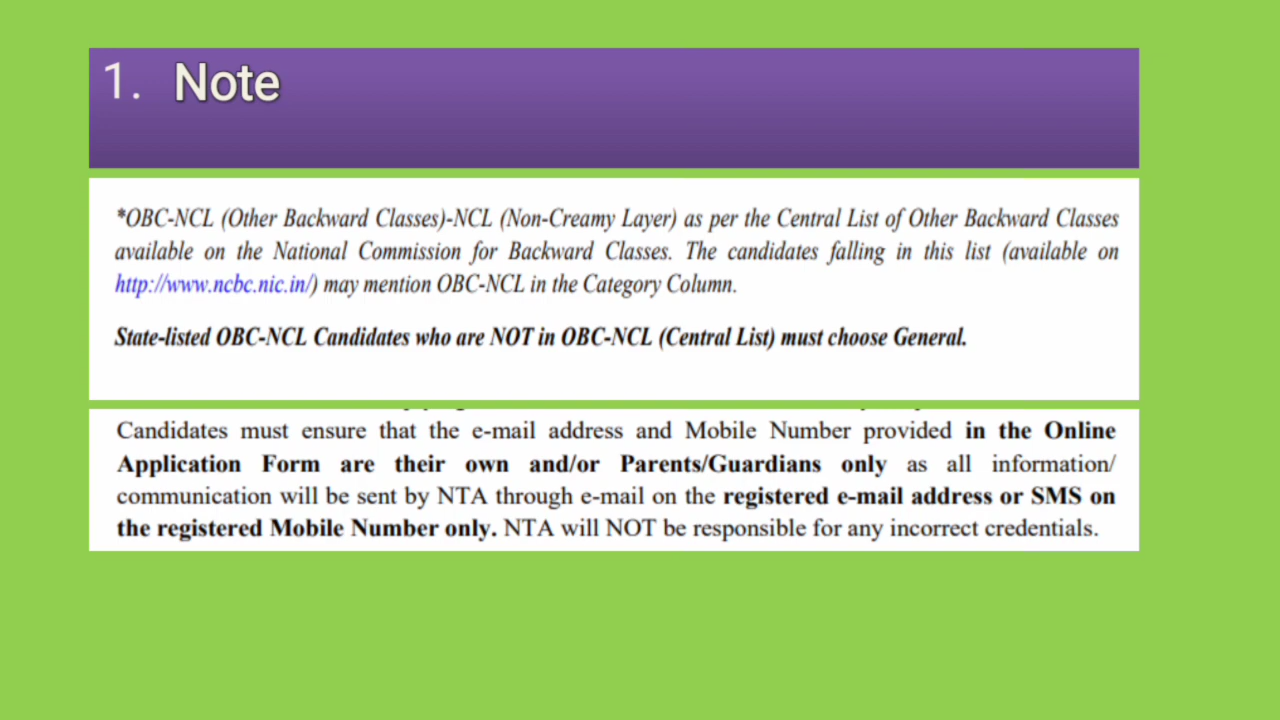 1. Note
*OBC-NCL (Other Backward Classes)-NCL (Non-Creamy Layer) as per the Central List of Other Backward Classes
available on the National Commission for Backward Classes. The candidates falling in this list (available on
http://www.ncbc.nic.in/) may mention OBC-NCL in the Category Column.
State-listed OBC-NCL Candidates who are NOT in OBC-NCL (Central List) must choose General.
Candidates must ensure that the e-mail address and Mobile Number provided in the Online
Application Form are their own and/or Parents/Guardians only as all information/
communication will be sent by NTA through e-mail on the registered e-mail address or SMS on
the registered Mobile Number only. NTA will NOT be responsible for any incorrect credentials.